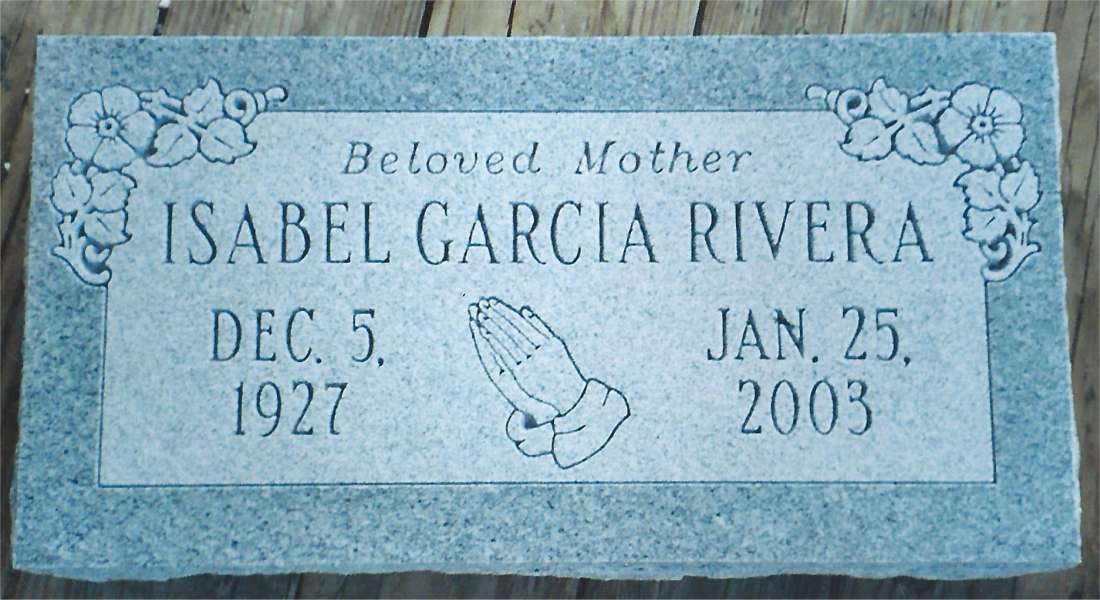 Beloved Mother
ISABEL GARCIA RIVERA
DEC. 5,
1927
JAN. 25,
2003